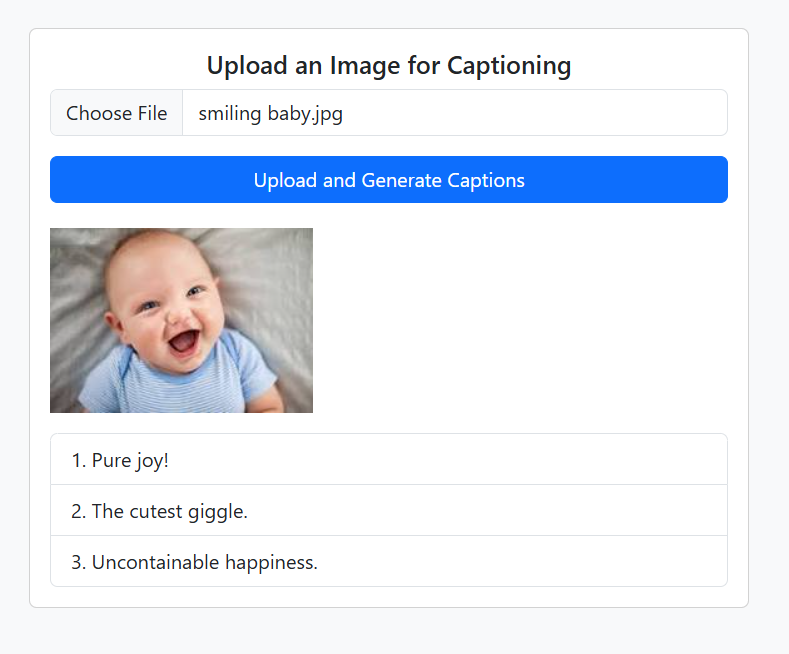 Upload an Image for Captioning
Choose File smiling baby.jpg
Upload and Generate Captions
1. Pure joy!
2. The cutest giggle.
3. Uncontainable happiness.